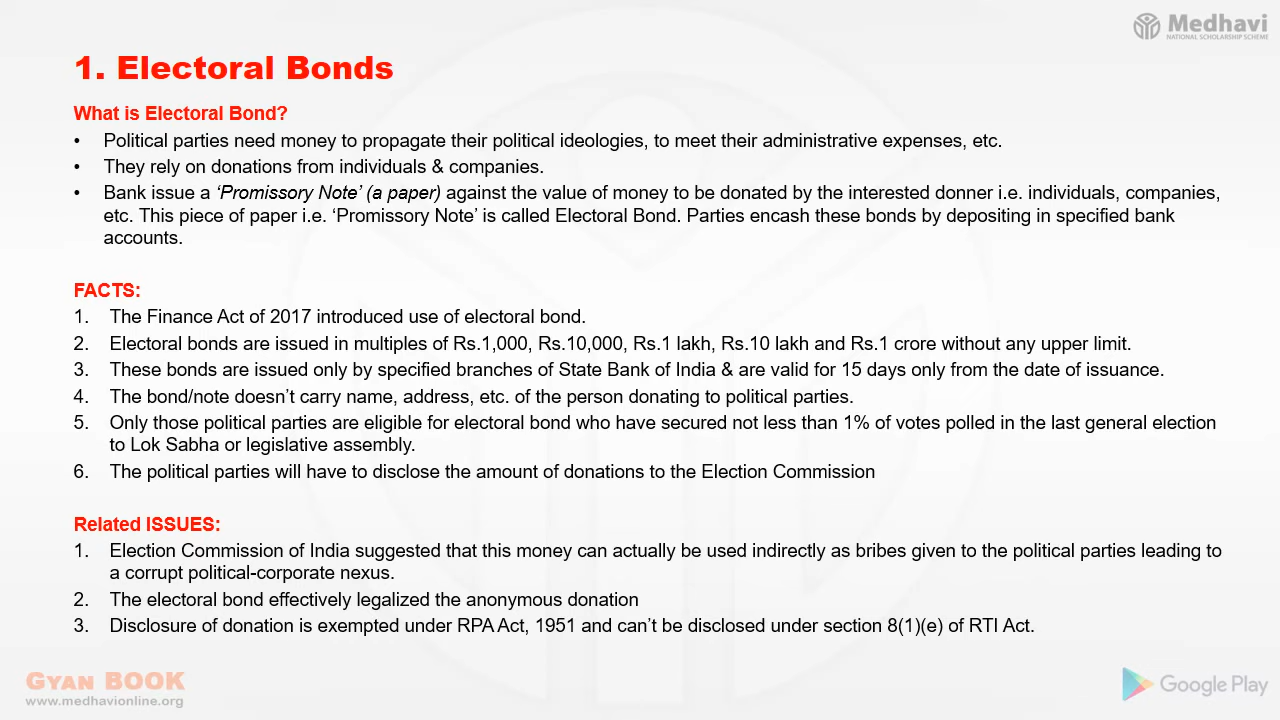 Medhavi
NATIONAL SCHOLARSHIP SCHEME
1. Electoral Bonds
What is Electoral Bond?
• Political parties need money to propagate their political ideologies, to meet their administrative expenses, etc.
• They rely on donations from individuals & companies.
• Bank issue a ‘Promissory Note’ (a paper) against the value of money to be donated by the interested donner i.e. individuals, companies,
etc. This piece of paper i.e. ‘Promissory Note’ is called Electoral Bond. Parties encash these bonds by depositing in specified bank
accounts.
FACTS:
1. The Finance Act of 2017 introduced use of electoral bond.
2. Electoral bonds are issued in multiples of Rs.1,000, Rs.10,000, Rs.1 lakh, Rs.10 lakh and Rs.1 crore without any upper limit.
3. These bonds are issued only by specified branches of State Bank of India & are valid for 15 days only from the date of issuance.
4. The bond/note doesn’t carry name, address, etc. of the person donating to political parties.
5. Only those political parties are eligible for electoral bond who have secured not less than 1% of votes polled in the last general election
to Lok Sabha or legislative assembly.
6. The political parties will have to disclose the amount of donations to the Election Commission
Related ISSUES:
1. Election Commission of India suggested that this money can actually be used indirectly as bribes given to the political parties leading to
a corrupt political-corporate nexus.
2. The electoral bond effectively legalized the anonymous donation
3. Disclosure of donation is exempted under RPA Act, 1951 and can’t be disclosed under section 8(1)(e) of RTI Act.
GYAN BOOK
www.medhavionline.org
Google Play